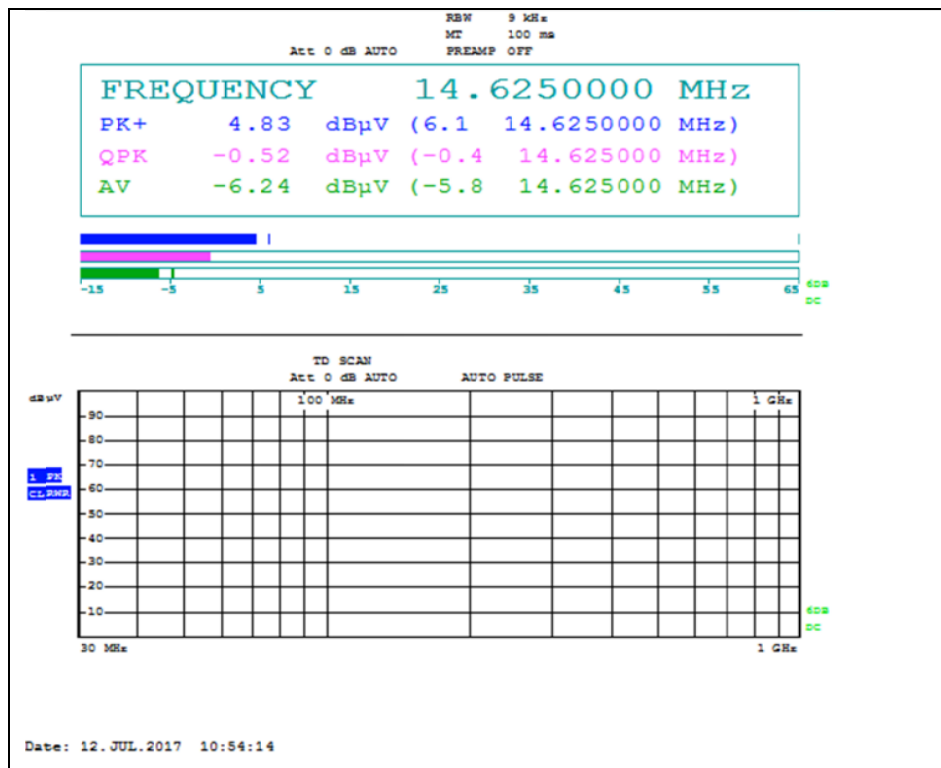 RBW 9 kHz
MT 100 ms
Att 0 dB AUTO PREAMP OFF
FREQUENCY 14.6250000 MHz
PK+ 4.83 dBµV (6.1 14.6250000 MHz)
QPK -0.52 dBµV (-0.4 14.625000 MHz)
AV -6.24 dBµV (-5.8 14.625000 MHz)
-15 -5 5 15 25 35 45 55 65
6DB
DC
TD SCAN
Att 0 dB AUTO AUTO PULSE
dBµV
100 MHz 1 GHz
90
80
70
1 PK
CLRWR
60
50
40
30
20
10
6DB
DC
30 MHz 1 GHz
Date: 12.JUL.2017 10:54:14